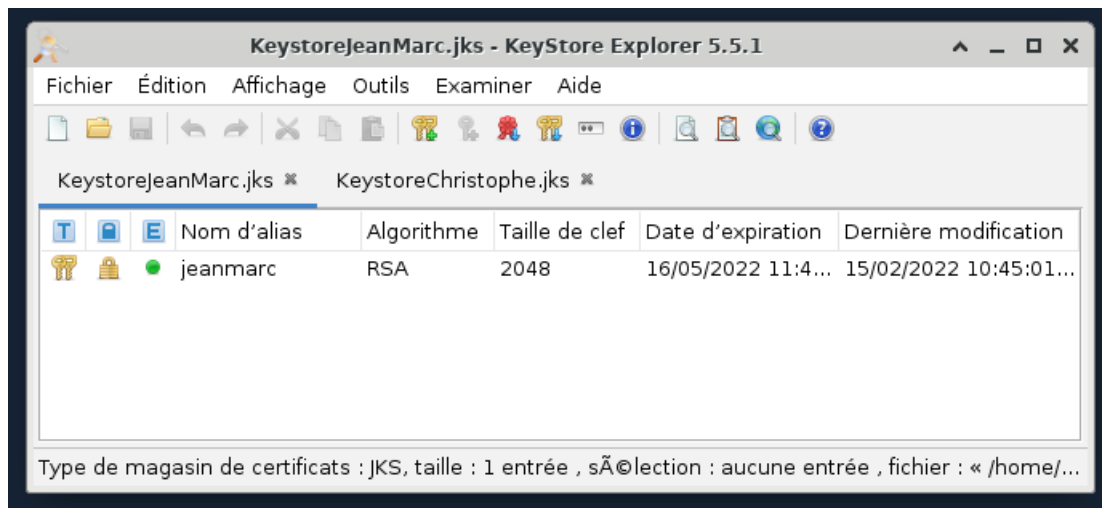 KeystoreJeanMarc.jks - KeyStore Explorer 5.5.1
Fichier Édition Affichage Outils Examiner Aide
KeystoreJeanMarc.jks KeystoreChristophe.jks
T E Nom d'alias Algorithme Taille de clef Date d'expiration Dernière modification
jeanmarc RSA 2048 16/05/2022 11:4... 15/02/2022 10:45:01...
Type de magasin de certificats : JKS, taille : 1 entrée , sÃ©lection : aucune entrée , fichier : « /home/...